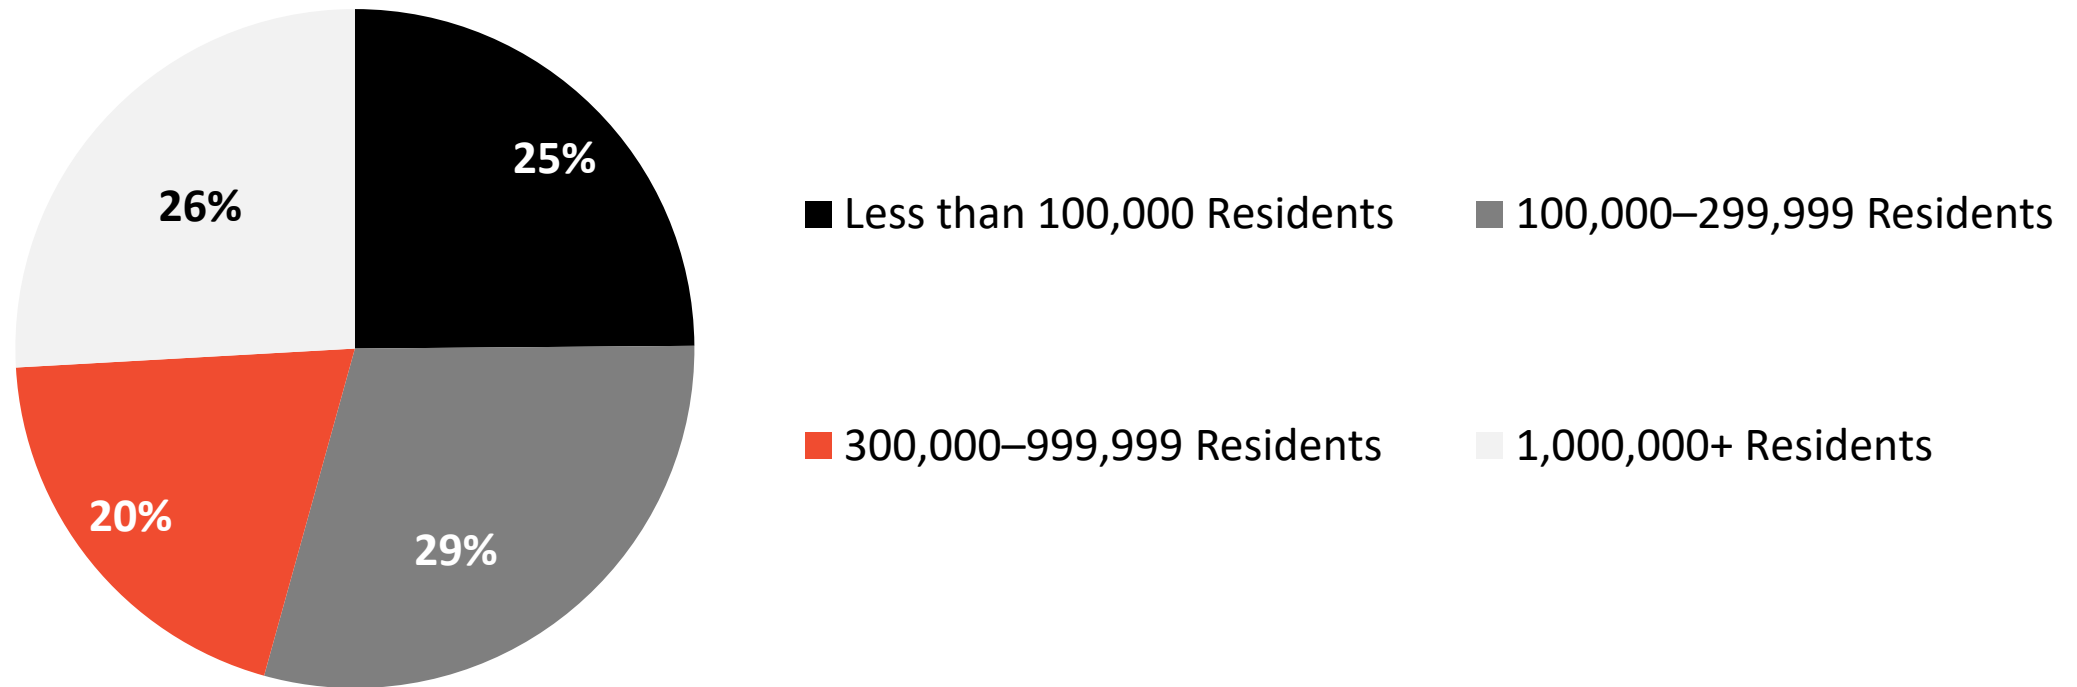 25%
26%
20%
29%
Less than 100,000 Residents
100,000–299,999 Residents
300,000–999,999 Residents
1,000,000+ Residents